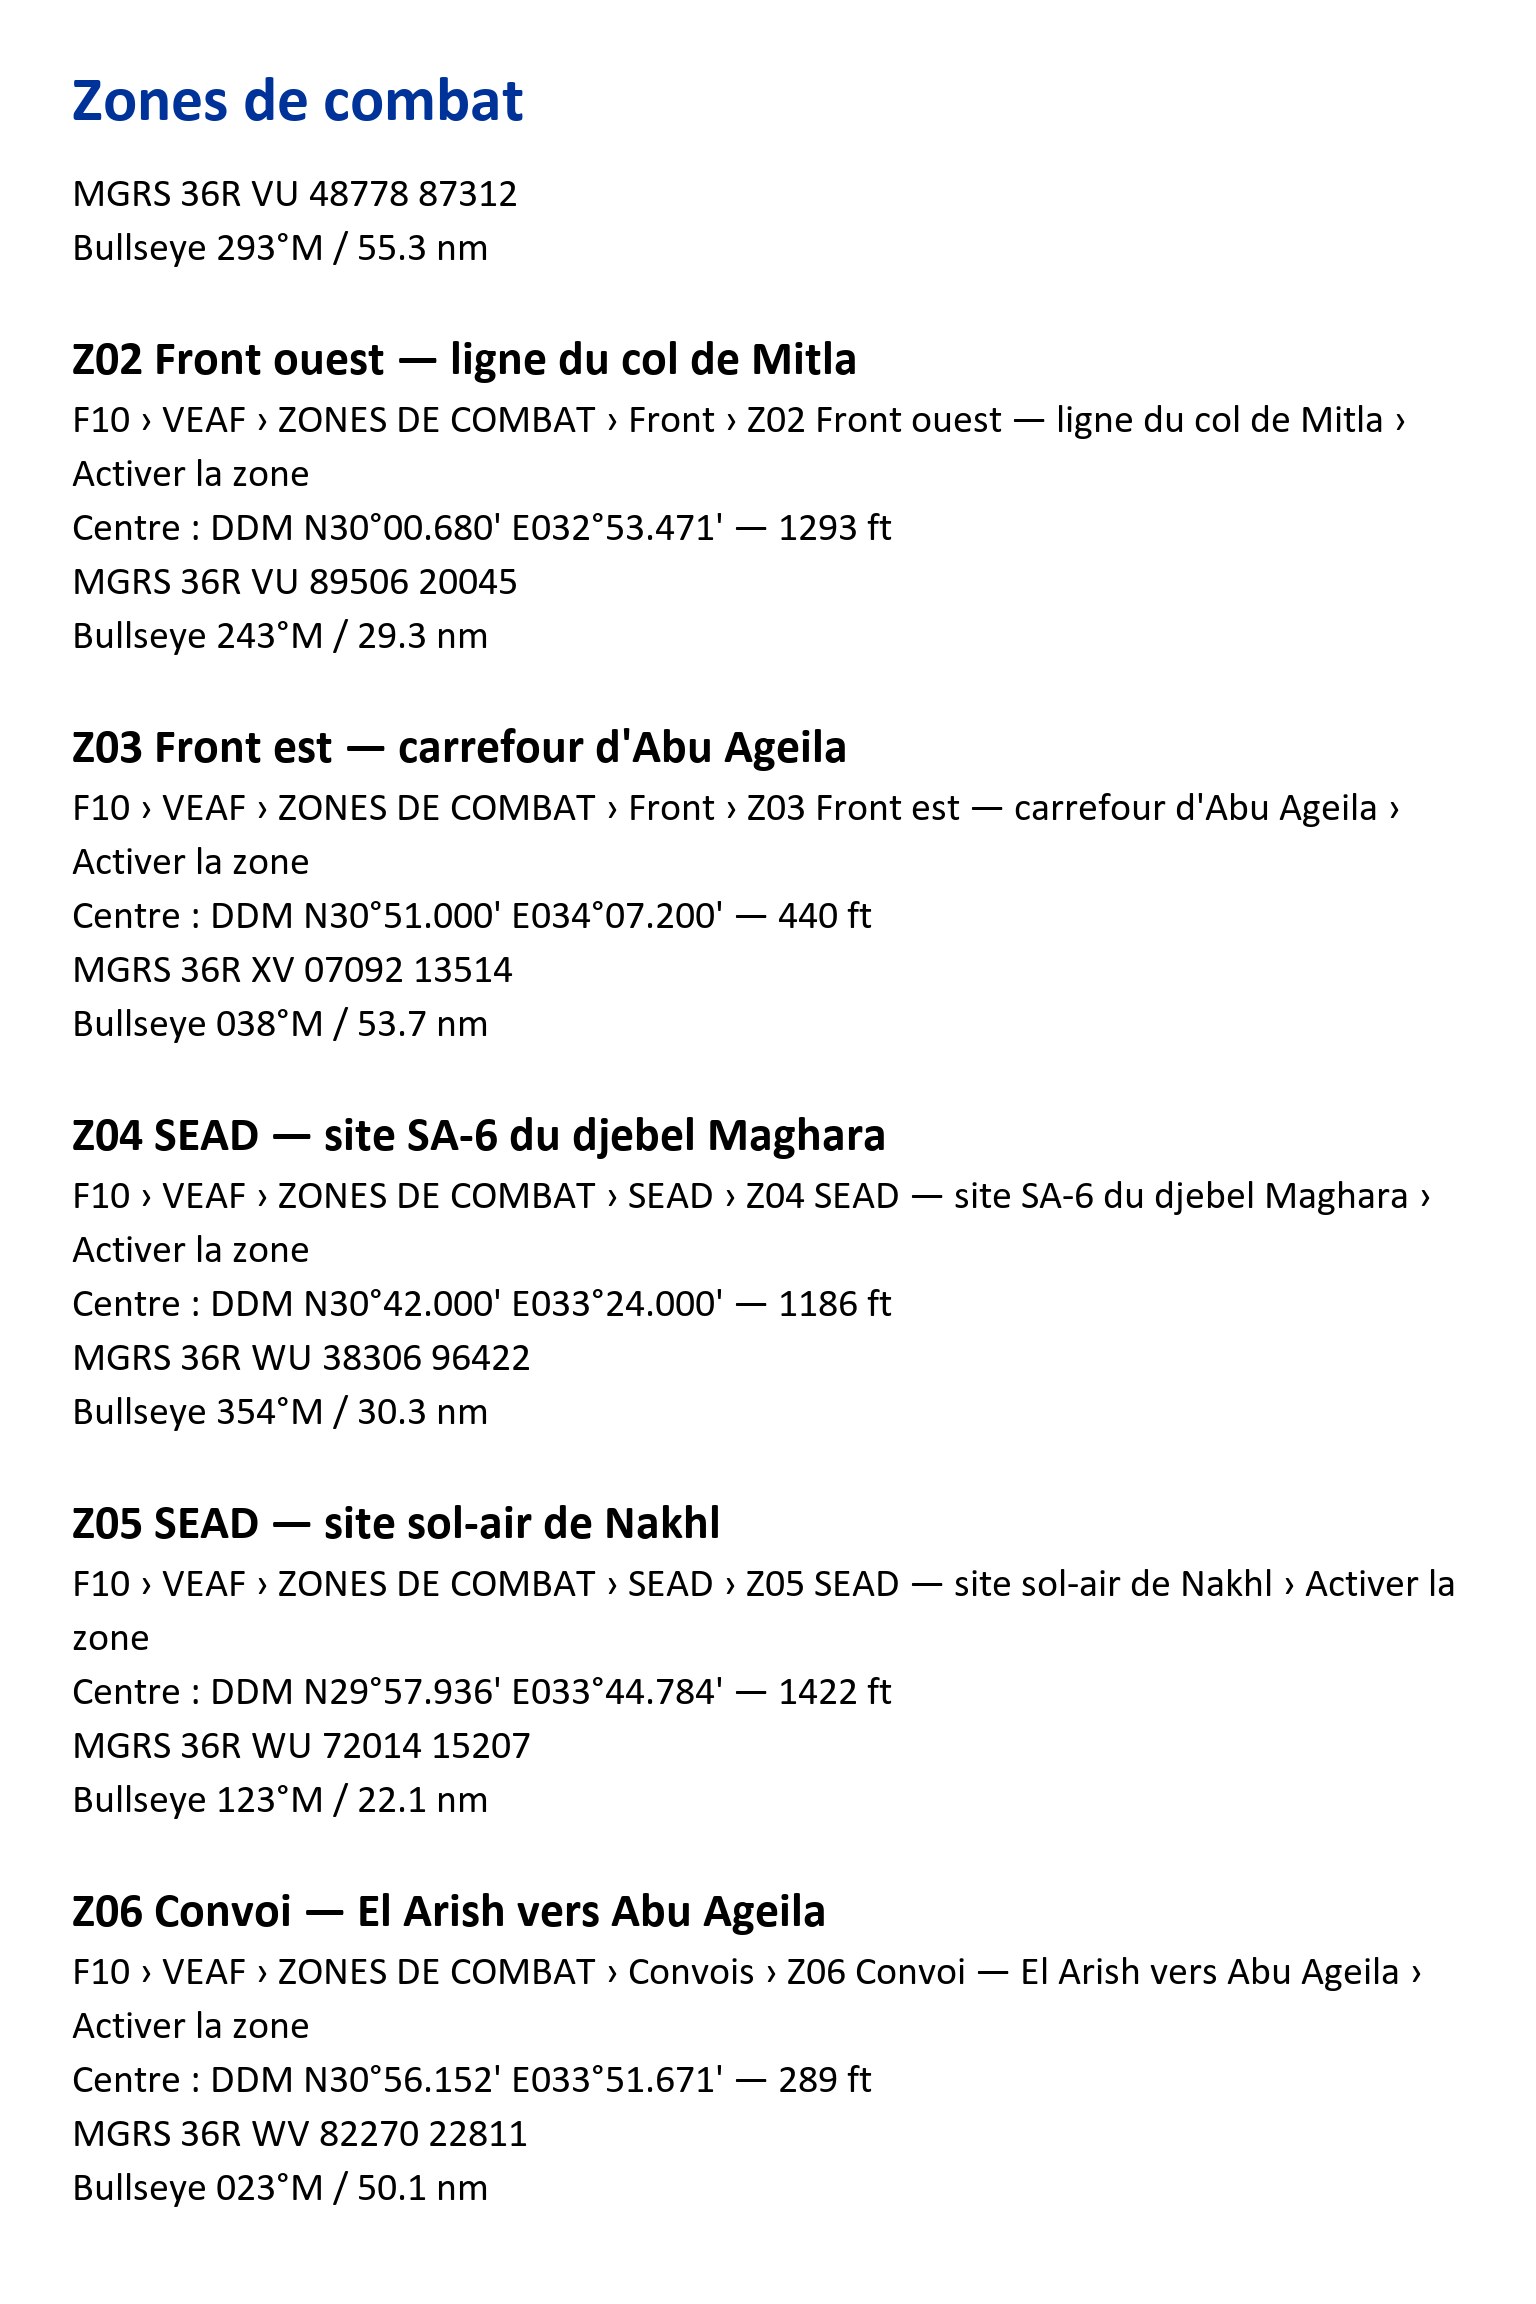 Zones de combat
MGRS 36R VU 48778 87312
Bullseye 293°M / 55.3 nm
Z02 Front ouest — ligne du col de Mitla
F10 › VEAF › ZONES DE COMBAT › Front › Z02 Front ouest — ligne du col de Mitla ›
Activer la zone
Centre : DDM N30°00.680' E032°53.471' — 1293 ft
MGRS 36R VU 89506 20045
Bullseye 243°M / 29.3 nm
Z03 Front est — carrefour d'Abu Ageila
F10 › VEAF › ZONES DE COMBAT › Front › Z03 Front est — carrefour d'Abu Ageila ›
Activer la zone
Centre : DDM N30°51.000' E034°07.200' — 440 ft
MGRS 36R XV 07092 13514
Bullseye 038°M / 53.7 nm
Z04 SEAD — site SA-6 du djebel Maghara
F10 › VEAF › ZONES DE COMBAT › SEAD › Z04 SEAD — site SA-6 du djebel Maghara ›
Activer la zone
Centre : DDM N30°42.000' E033°24.000' — 1186 ft
MGRS 36R WU 38306 96422
Bullseye 354°M / 30.3 nm
Z05 SEAD — site sol-air de Nakhl
F10 › VEAF › ZONES DE COMBAT › SEAD › Z05 SEAD — site sol-air de Nakhl › Activer la
zone
Centre : DDM N29°57.936' E033°44.784' — 1422 ft
MGRS 36R WU 72014 15207
Bullseye 123°M / 22.1 nm
Z06 Convoi — El Arish vers Abu Ageila
F10 › VEAF › ZONES DE COMBAT › Convois › Z06 Convoi — El Arish vers Abu Ageila ›
Activer la zone
Centre : DDM N30°56.152' E033°51.671' — 289 ft
MGRS 36R WV 82270 22811
Bullseye 023°M / 50.1 nm